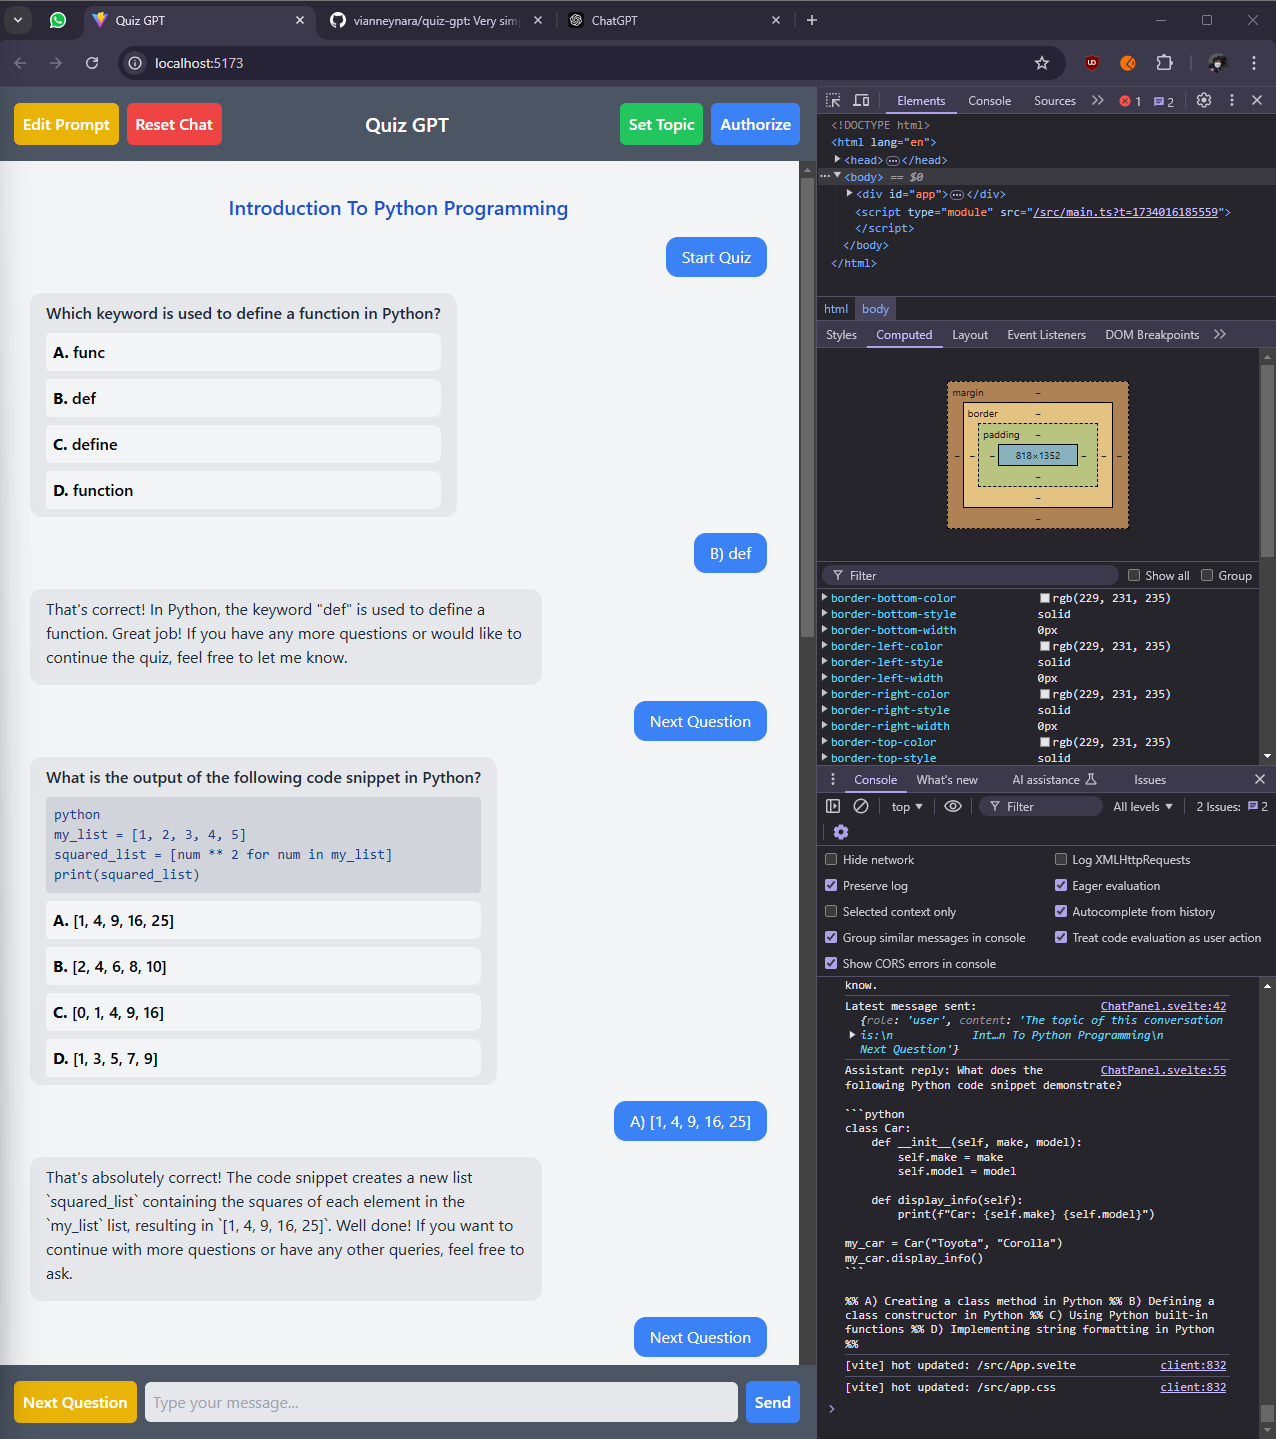 Quiz GPT
vianneynara/quiz-gpt: Very sim
ChatGPT
localhost:5173
Edit Prompt
Reset Chat
Quiz GPT
Set Topic
Authorize
Introduction To Python Programming
Start Quiz
Which keyword is used to define a function in Python?
A. func
B. def
C. define
D. function
B) def
That's correct! In Python, the keyword "def" is used to define a
function. Great job! If you have any more questions or would like to
continue the quiz, feel free to let me know.
Next Question
What is the output of the following code snippet in Python?
python
my_list = [1, 2, 3, 4, 5]
squared_list = [num ** 2 for num in my_list]
print(squared_list)
A. [1, 4, 9, 16, 25]
B. [2, 4, 6, 8, 10]
C. [0, 1, 4, 9, 16]
D. [1, 3, 5, 7, 9]
A) [1, 4, 9, 16, 25]
That's absolutely correct! The code snippet creates a new list
`squared_list` containing the squares of each element in the
`my_list` list, resulting in `[1, 4, 9, 16, 25]`. Well done! If you want to
continue with more questions or have any other queries, feel free to
ask.
Next Question
Next Question
Type your message...
Send
Elements
Console
Sources
1
2
<!DOCTYPE html>
<html lang="en">
<head>…</head>
<body> == $0
<div id="app">…</div>
<script type="module" src="/src/main.ts?t=1734016185559">
</script>
</body>
</html>
html body
Styles
Computed
Layout
Event Listeners
DOM Breakpoints
margin –
border –
padding –
– – – 818×1352 – – –
–
–
–
Filter
Show all
Group
border-bottom-color rgb(229, 231, 235)
border-bottom-style solid
border-bottom-width 0px
border-left-color rgb(229, 231, 235)
border-left-style solid
border-left-width 0px
border-right-color rgb(229, 231, 235)
border-right-style solid
border-right-width 0px
border-top-color rgb(229, 231, 235)
border-top-style solid
Console
What's new
AI assistance
Issues
top
Filter
All levels
2 Issues: 2
Hide network
Log XMLHttpRequests
Preserve log
Eager evaluation
Selected context only
Autocomplete from history
Group similar messages in console
Treat code evaluation as user action
Show CORS errors in console
know.
Latest message sent: ChatPanel.svelte:42
{role: 'user', content: 'The topic of this conversation
is:\n Int…n To Python Programming\n
Next Question'}
Assistant reply: What does the ChatPanel.svelte:55
following Python code snippet demonstrate?
```python
class Car:
def __init__(self, make, model):
self.make = make
self.model = model
def display_info(self):
print(f"Car: {self.make} {self.model}")
my_car = Car("Toyota", "Corolla")
my_car.display_info()
```
%% A) Creating a class method in Python %% B) Defining a
class constructor in Python %% C) Using Python built-in
functions %% D) Implementing string formatting in Python
%%
[vite] hot updated: /src/App.svelte client:832
[vite] hot updated: /src/app.css client:832